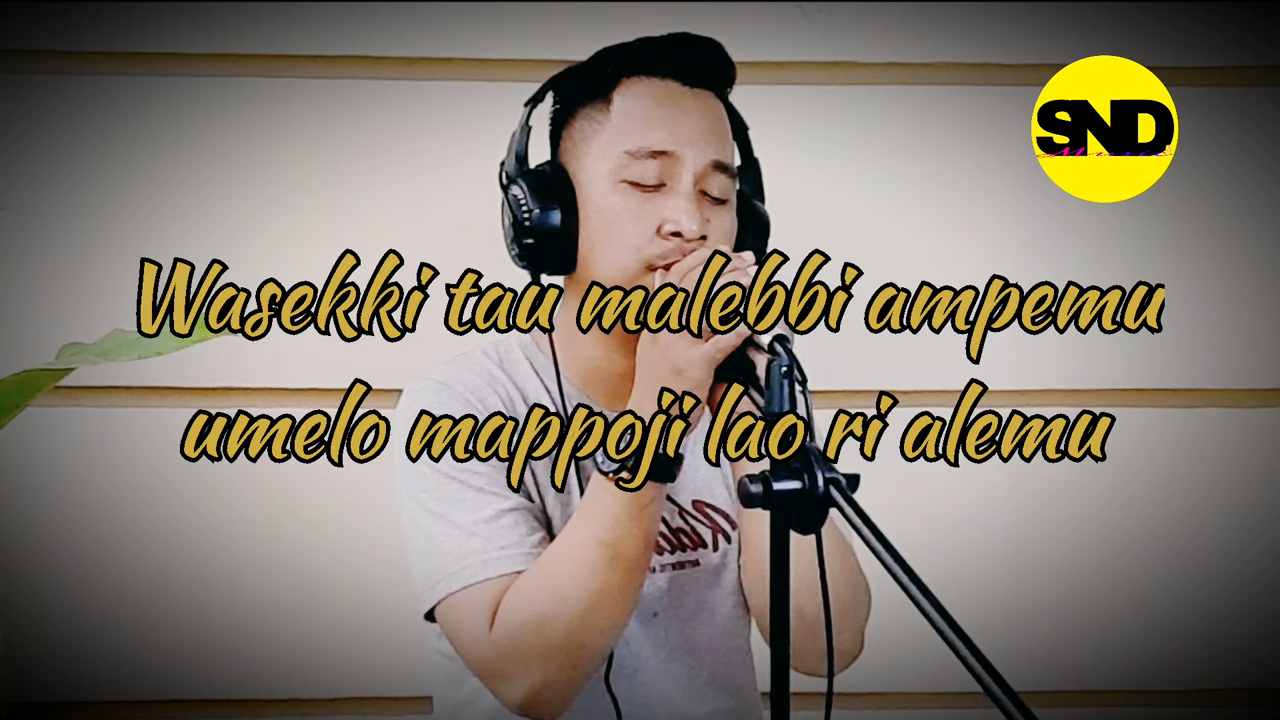 SND
Wasekki tau malebbi ampemu
umelo mappoji lao ri alemu